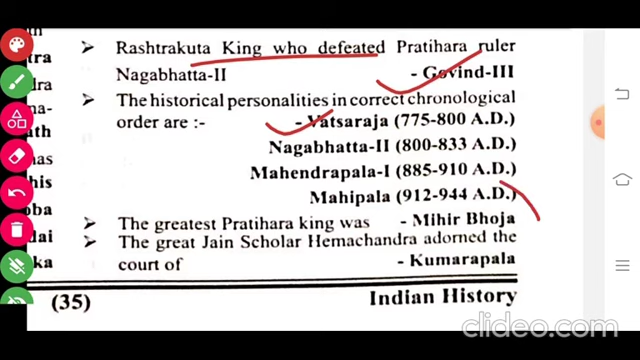 ➢ Rashtrakuta King who defeated Pratihara ruler
Nagabhatta-II - Govind-III
➢ The historical personalities in correct chronological
order are :- - Vatsaraja (775-800 A.D.)
Nagabhatta-II (800-833 A.D.)
Mahendrapala-I (885-910 A.D.)
Mahipala (912-944 A.D.)
➢ The greatest Pratihara king was - Mihir Bhoja
➢ The great Jain Scholar Hemachandra adorned the
court of - Kumarapala
(35) Indian History
clideo.com